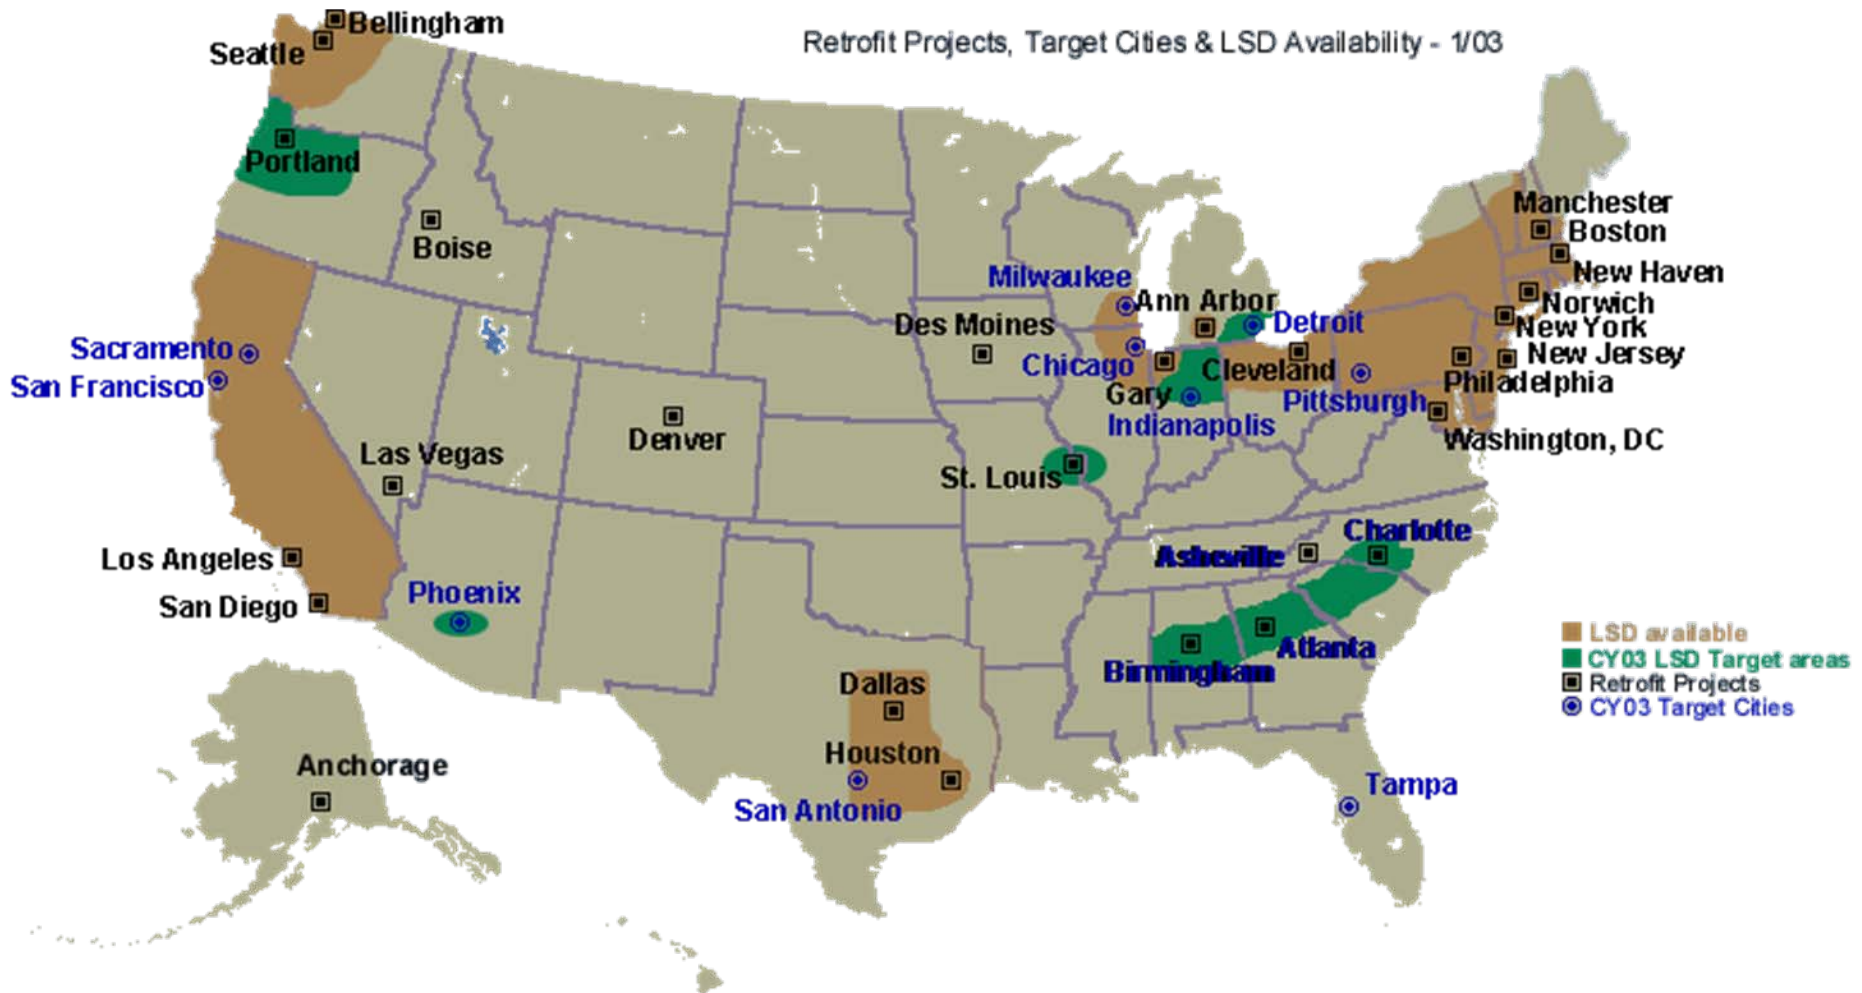 Retrofit Projects, Target Cities & LSD Availability - 1/03
Bellingham
Seattle
Portland
Boise
Manchester
Boston
New Haven
Norwich
New York
New Jersey
Philadelphia
Washington, DC
Milwaukee
Ann Arbor
Detroit
Des Moines
Chicago
Cleveland
Gary
Pittsburgh
Indianapolis
Sacramento
San Francisco
Denver
Las Vegas
St. Louis
Los Angeles
San Diego
Phoenix
Charlotte
Asheville
Atlanta
Birmingham
Dallas
Houston
San Antonio
Tampa
Anchorage
LSD available
CY03 LSD Target areas
Retrofit Projects
CY03 Target Cities